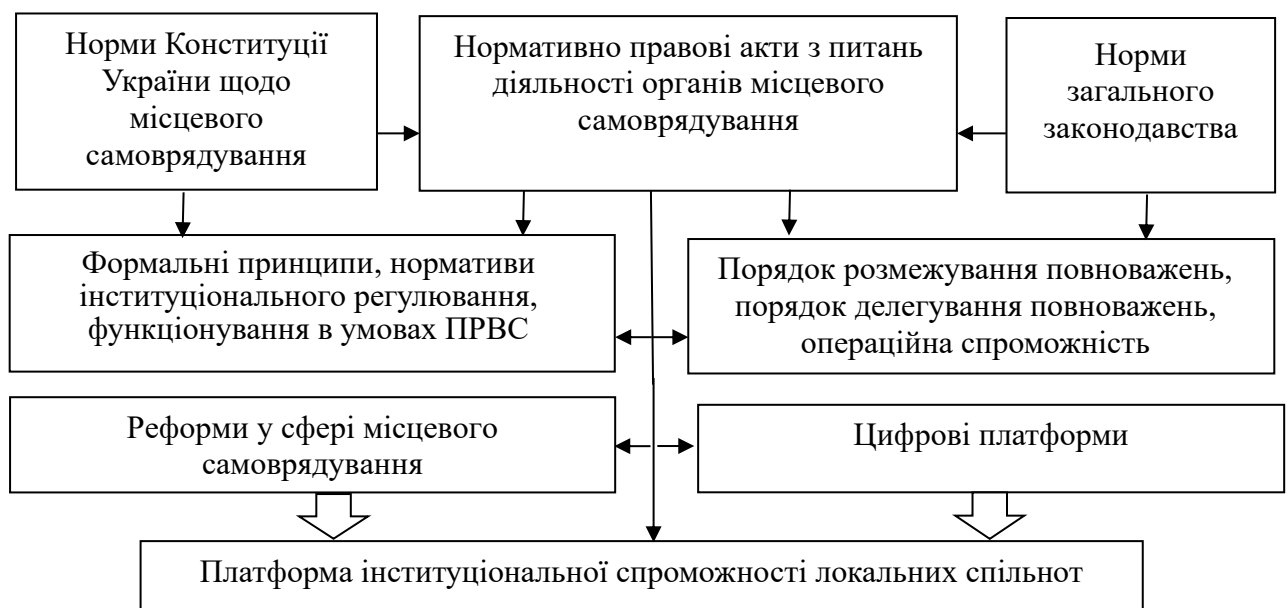 Норми Конституції
України щодо
місцевого
самоврядування
Нормативно правові акти з питань
діяльності органів місцевого
самоврядування
Норми
загального
законодавства
Формальні принципи, нормативи
інституціонального регулювання,
функціонування в умовах ПРВС
Порядок розмежування повноважень,
порядок делегування повноважень,
операційна спроможність
Реформи у сфері місцевого
самоврядування
Цифрові платформи
Платформа інституціональної спроможності локальних спільнот